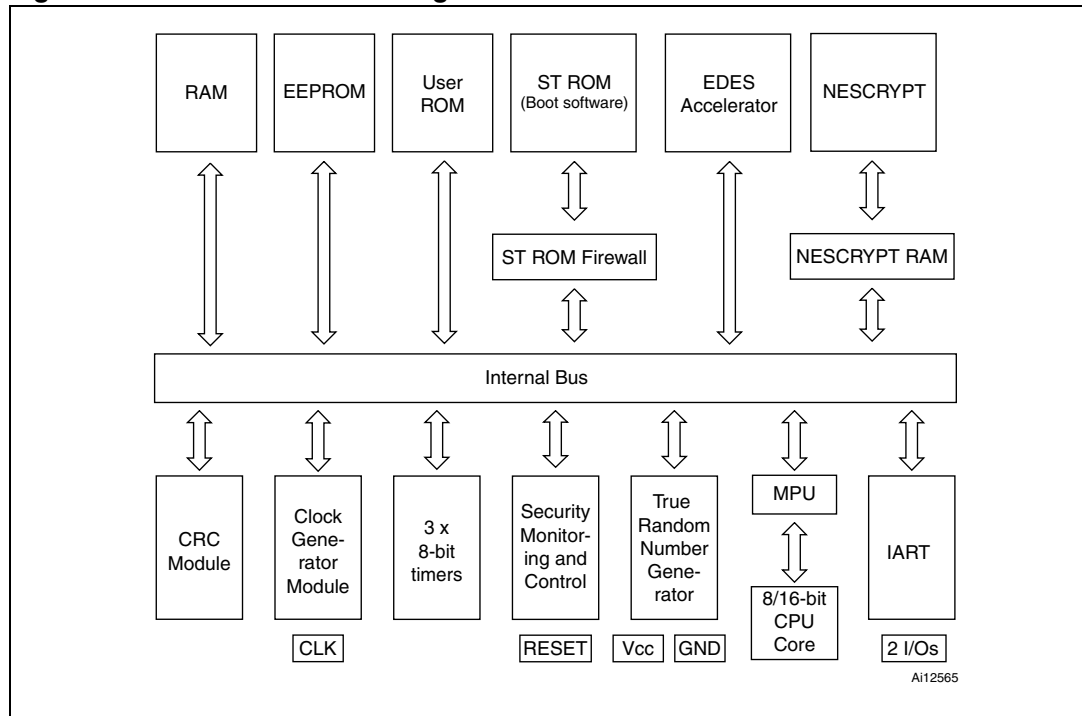 RAM
EEPROM
User
ROM
ST ROM
(Boot software)
EDES
Accelerator
NESCRYPT
ST ROM Firewall
NESCRYPT RAM
Internal Bus
CRC
Module
Clock
Gene-
rator
Module
3 x
8-bit
timers
Security
Monitor-
ing and
Control
True
Random
Number
Gene-
rator
MPU
8/16-bit
CPU
Core
IART
CLK
RESET
Vcc
GND
2 I/Os
Ai12565